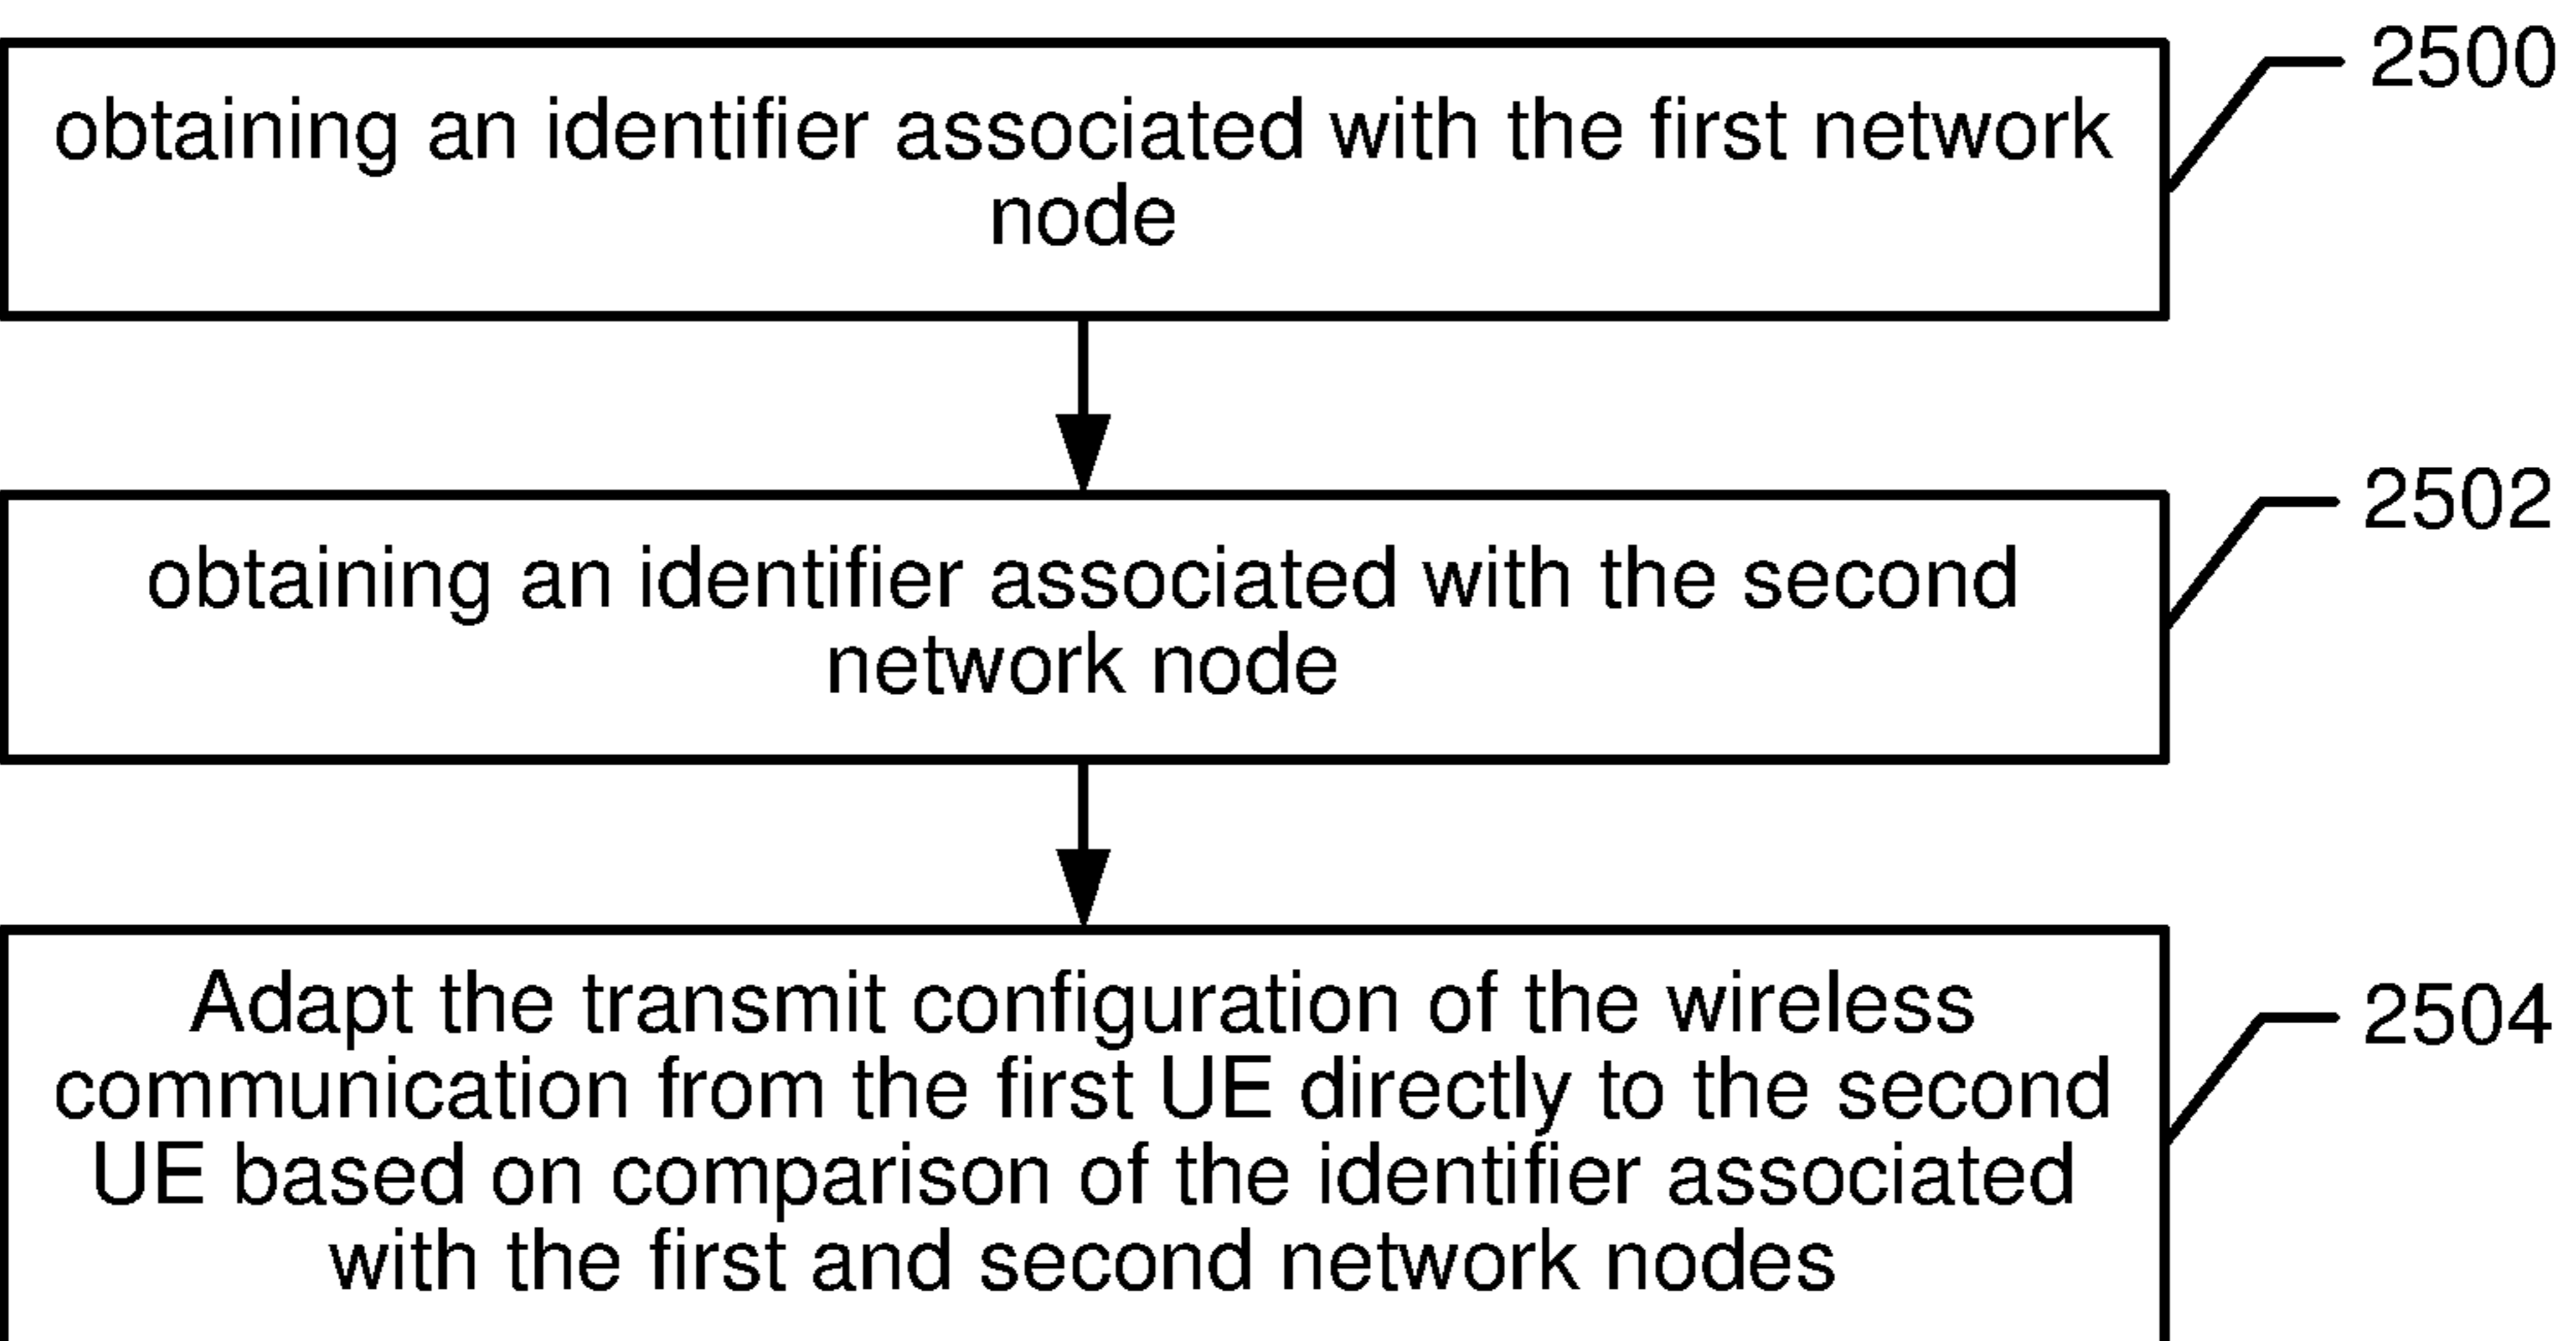 obtaining an identifier associated with the first network
node
2500
obtaining an identifier associated with the second
network node
2502
Adapt the transmit configuration of the wireless
communication from the first UE directly to the second
UE based on comparison of the identifier associated
with the first and second network nodes
2504